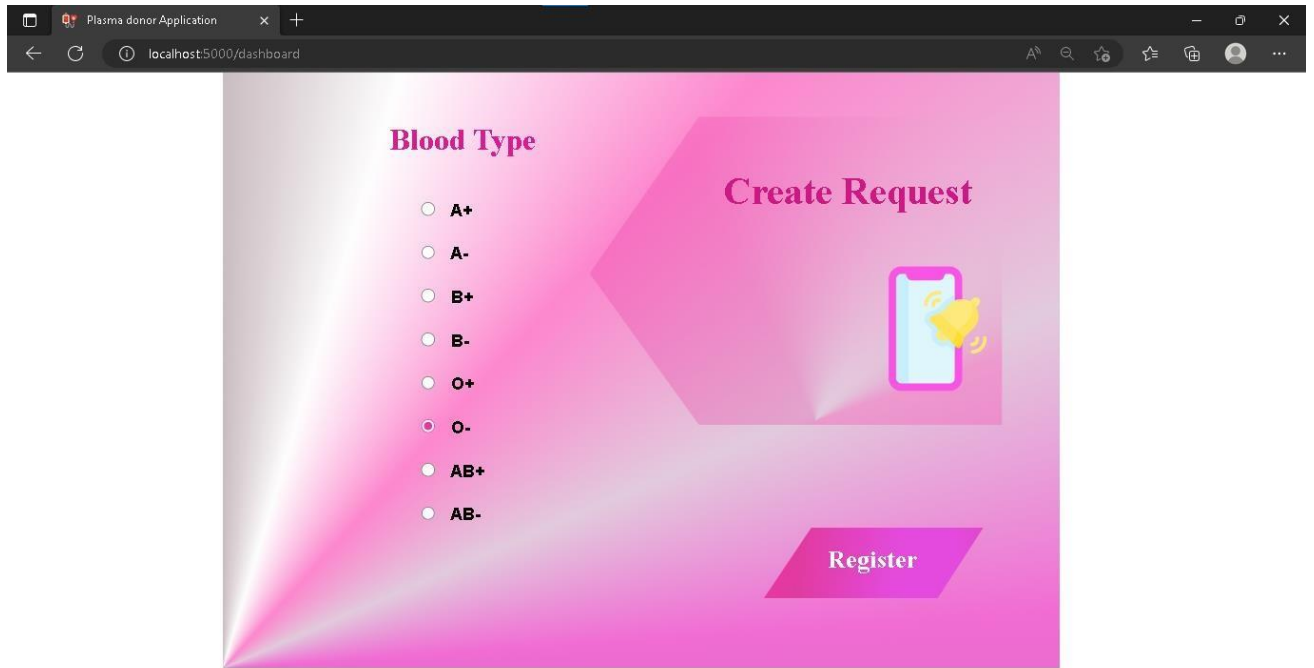 Plasma donor Application
localhost:5000/dashboard
Blood Type
A+
A-
B+
B-
O+
O-
AB+
AB-
Create Request
Register